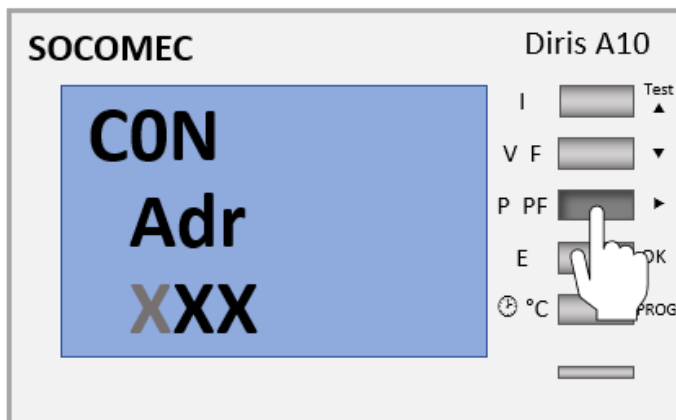 SOCOMEC
Diris A10
C0N
Adr
XXX
I
Test
▲
V F
▼
P PF
►
E
OK
°C
PROG